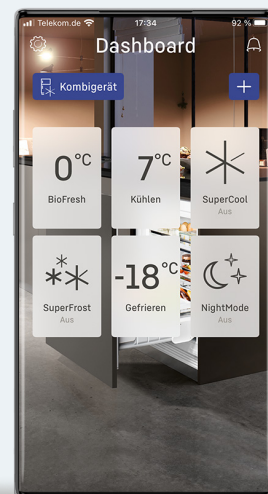 Telekom.de 17:34 92 %
Dashboard
Kombigerät +
0°C 7°C
BioFresh Kühlen SuperCool
Aus
-18°C
SuperFrost Gefrieren NightMode
Aus Aus